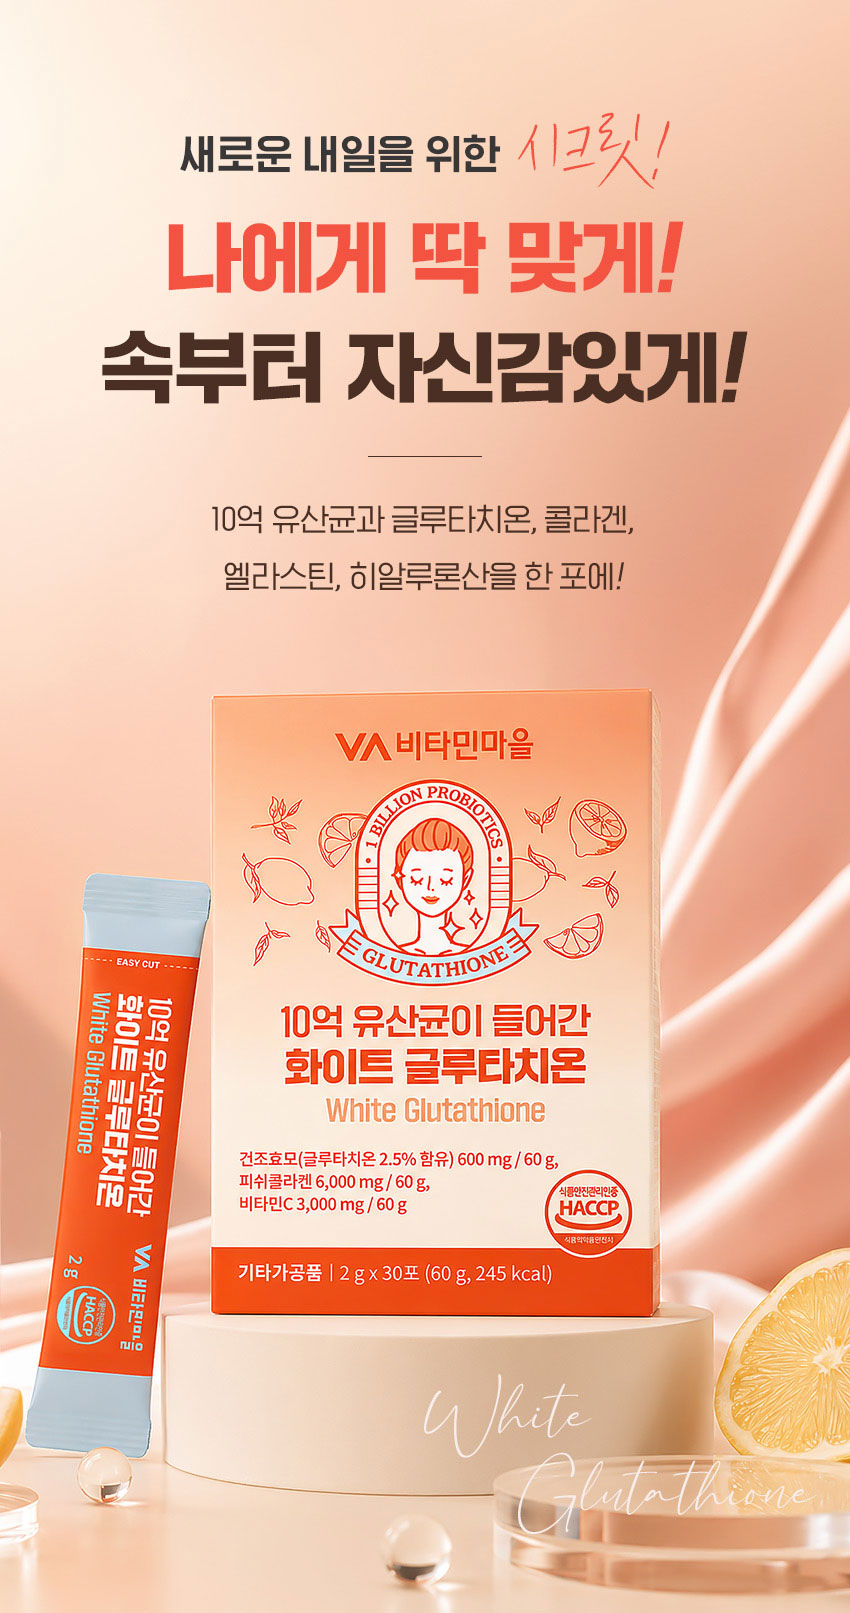 새로운 내일을 위한 시크릿!
나에게 딱 맞게!
속부터 자신감있게!
10억 유산균과 글루타치온, 콜라겐,
엘라스틴, 히알루론산을 한 포에!
VA 비타민마을
1 BILLION PROBIOTICS
GLUTATHIONE
10억 유산균이 들어간
화이트 글루타치온
White Glutathione
건조효모(글루타치온 2.5% 함유) 600 mg / 60 g,
피쉬콜라겐 6,000 mg / 60 g,
비타민C 3,000 mg / 60 g
식품안전관리인증
HACCP
식품의약품안전처
기타가공품 | 2 g x 30포 (60 g, 245 kcal)
EASY CUT
10억 유산균이 들어간
화이트 글루타치온
White Glutathione
VA 비타민마을
2 g
HACCP
White
Glutathione